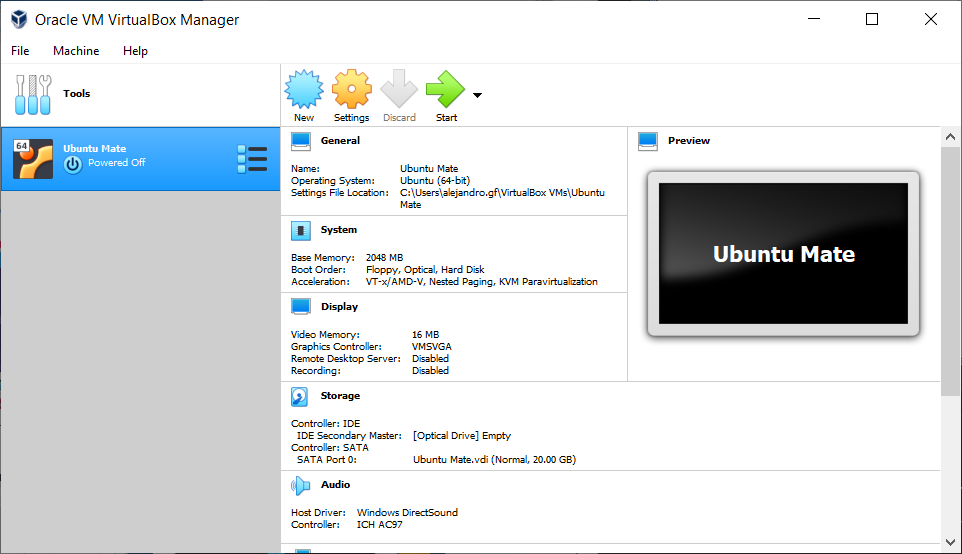 Oracle VM VirtualBox Manager
File Machine Help
Tools
New Settings Discard Start
64
Ubuntu Mate
Powered Off
General
Name: Ubuntu Mate
Operating System: Ubuntu (64-bit)
Settings File Location: C:\Users\alejandro.gf\VirtualBox VMs\Ubuntu
Mate
Preview
Ubuntu Mate
System
Base Memory: 2048 MB
Boot Order: Floppy, Optical, Hard Disk
Acceleration: VT-x/AMD-V, Nested Paging, KVM Paravirtualization
Display
Video Memory: 16 MB
Graphics Controller: VMSVGA
Remote Desktop Server: Disabled
Recording: Disabled
Storage
Controller: IDE
IDE Secondary Master: [Optical Drive] Empty
Controller: SATA
SATA Port 0: Ubuntu Mate.vdi (Normal, 20.00 GB)
Audio
Host Driver: Windows DirectSound
Controller: ICH AC97